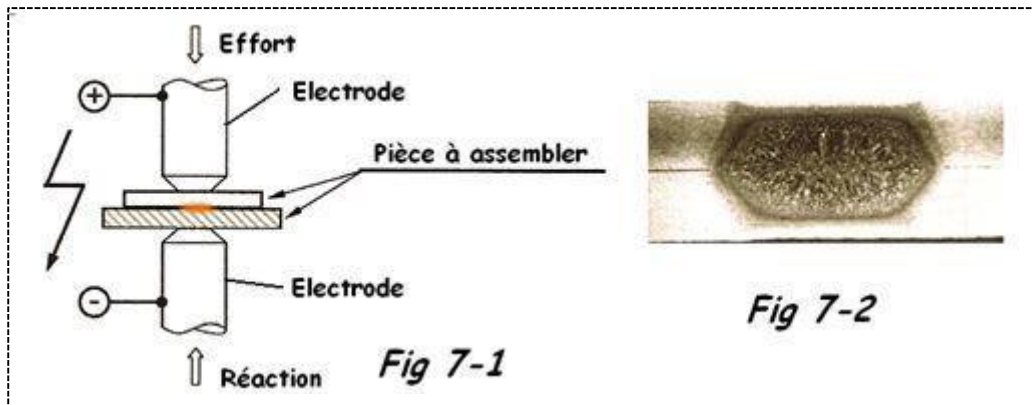 Effort
+
Electrode
Pièce à assembler
Electrode
-
Réaction
Fig 7-1
Fig 7-2